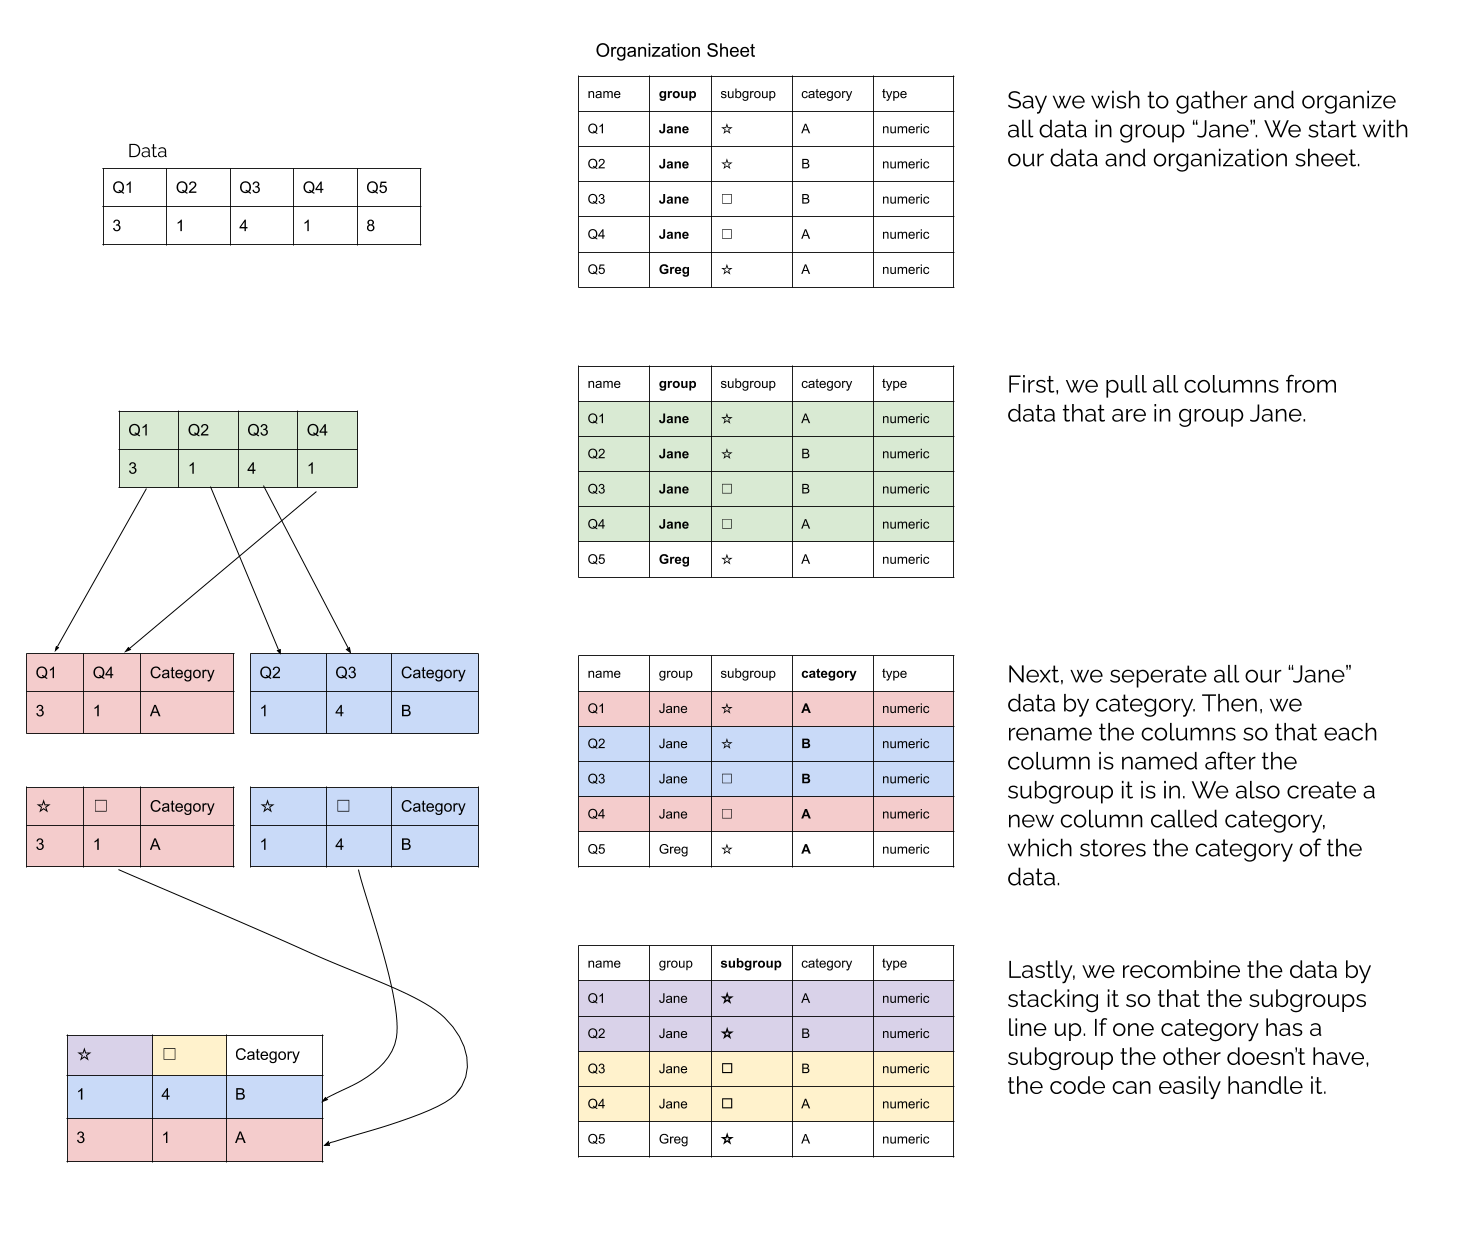 Organization Sheet
name group subgroup category type
Q1 Jane ☆ A numeric
Q2 Jane ☆ B numeric
Q3 Jane □ B numeric
Q4 Jane □ A numeric
Q5 Greg ☆ A numeric
Say we wish to gather and organize
all data in group “Jane”. We start with
our data and organization sheet.
Data
Q1 Q2 Q3 Q4 Q5
3 1 4 1 8
Q1 Q2 Q3 Q4
3 1 4 1
name group subgroup category type
Q1 Jane ☆ A numeric
Q2 Jane ☆ B numeric
Q3 Jane □ B numeric
Q4 Jane □ A numeric
Q5 Greg ☆ A numeric
First, we pull all columns from
data that are in group Jane.
Q1 Q4 Category
3 1 A
Q2 Q3 Category
1 4 B
☆ □ Category
3 1 A
☆ □ Category
1 4 B
name group subgroup category type
Q1 Jane ☆ A numeric
Q2 Jane ☆ B numeric
Q3 Jane □ B numeric
Q4 Jane □ A numeric
Q5 Greg ☆ A numeric
Next, we seperate all our “Jane”
data by category. Then, we
rename the columns so that each
column is named after the
subgroup it is in. We also create a
new column called category,
which stores the category of the
data.
☆ □ Category
1 4 B
3 1 A
name group subgroup category type
Q1 Jane ☆ A numeric
Q2 Jane ☆ B numeric
Q3 Jane □ B numeric
Q4 Jane □ A numeric
Q5 Greg ☆ A numeric
Lastly, we recombine the data by
stacking it so that the subgroups
line up. If one category has a
subgroup the other doesn't have,
the code can easily handle it.